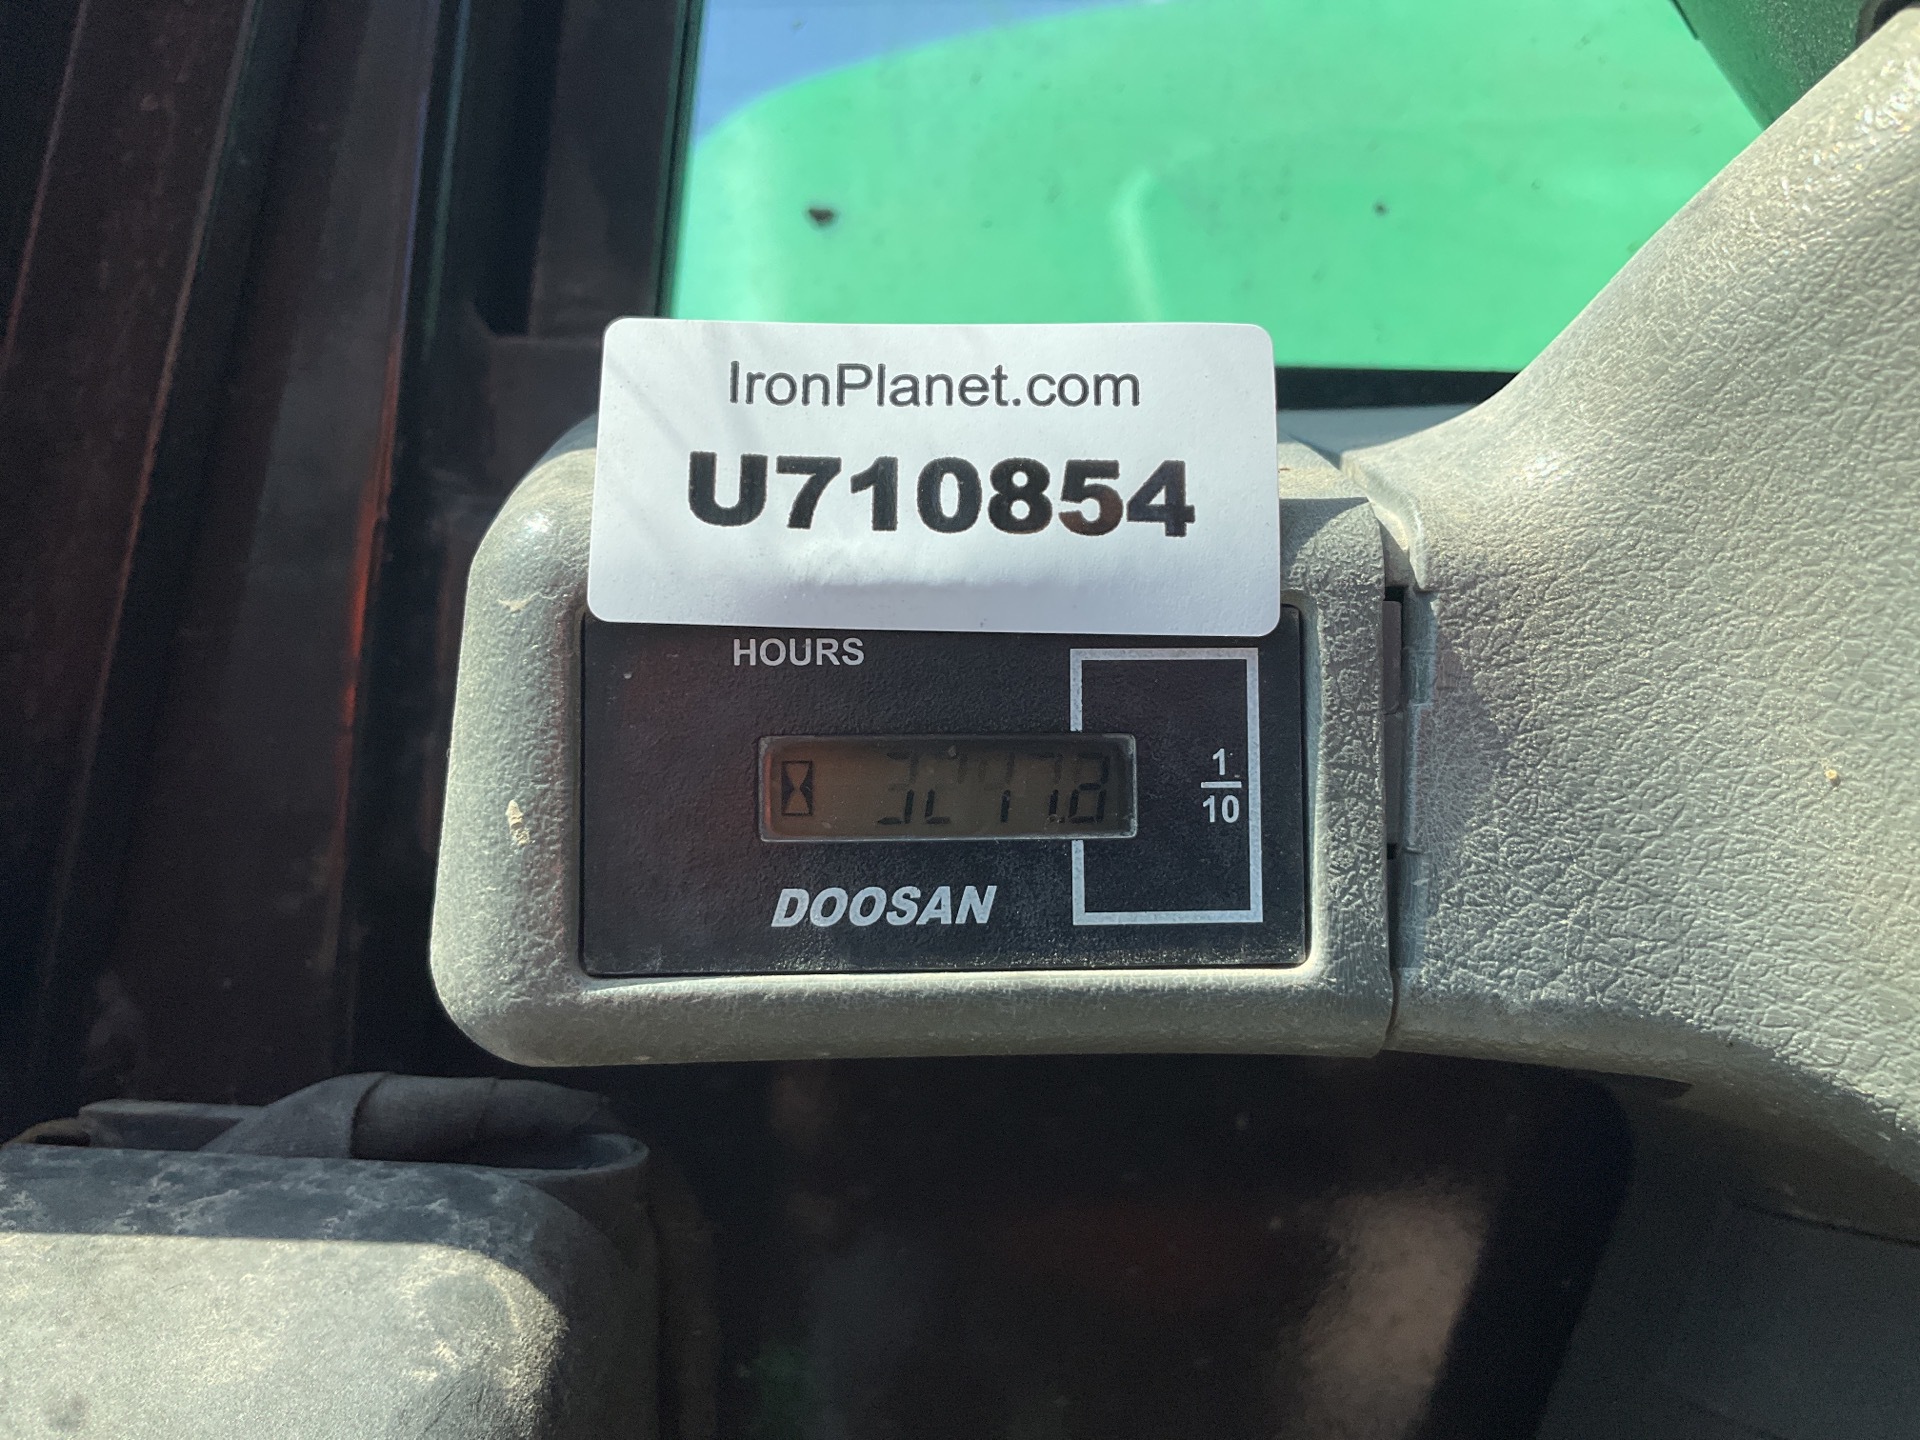 IronPlanet.com
U710854
HOURS
1
10
DOOSAN